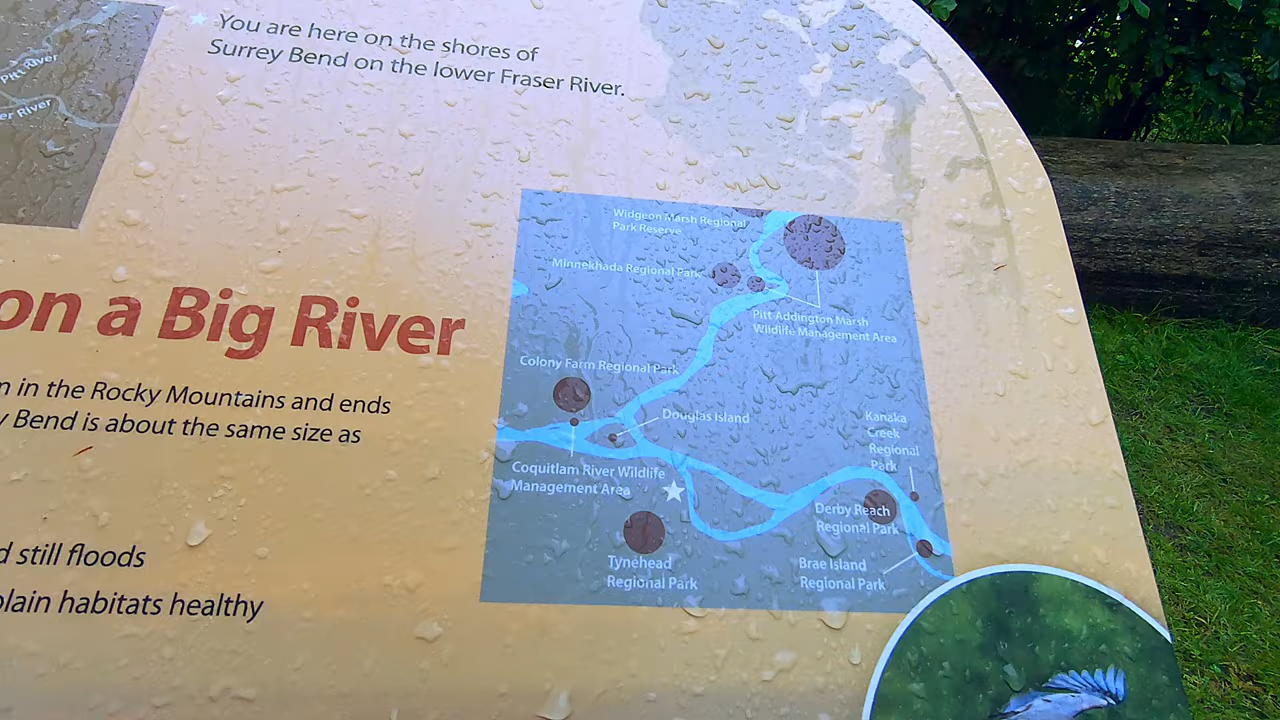 Pitt River
er River
You are here on the shores of
Surrey Bend on the lower Fraser River.
on a Big River
m in the Rocky Mountains and ends
y Bend is about the same size as
d still floods
plain habitats healthy
Widgeon Marsh Regional
Park Reserve
Minnekhada Regional Park
Pitt-Addington Marsh
Wildlife Management Area
Colony Farm Regional Park
Douglas Island
Kanaka
Creek
Regional
Park
Coquitlam River Wildlife
Management Area
Derby Reach
Regional Park
Tynehead
Regional Park
Brae Island
Regional Park